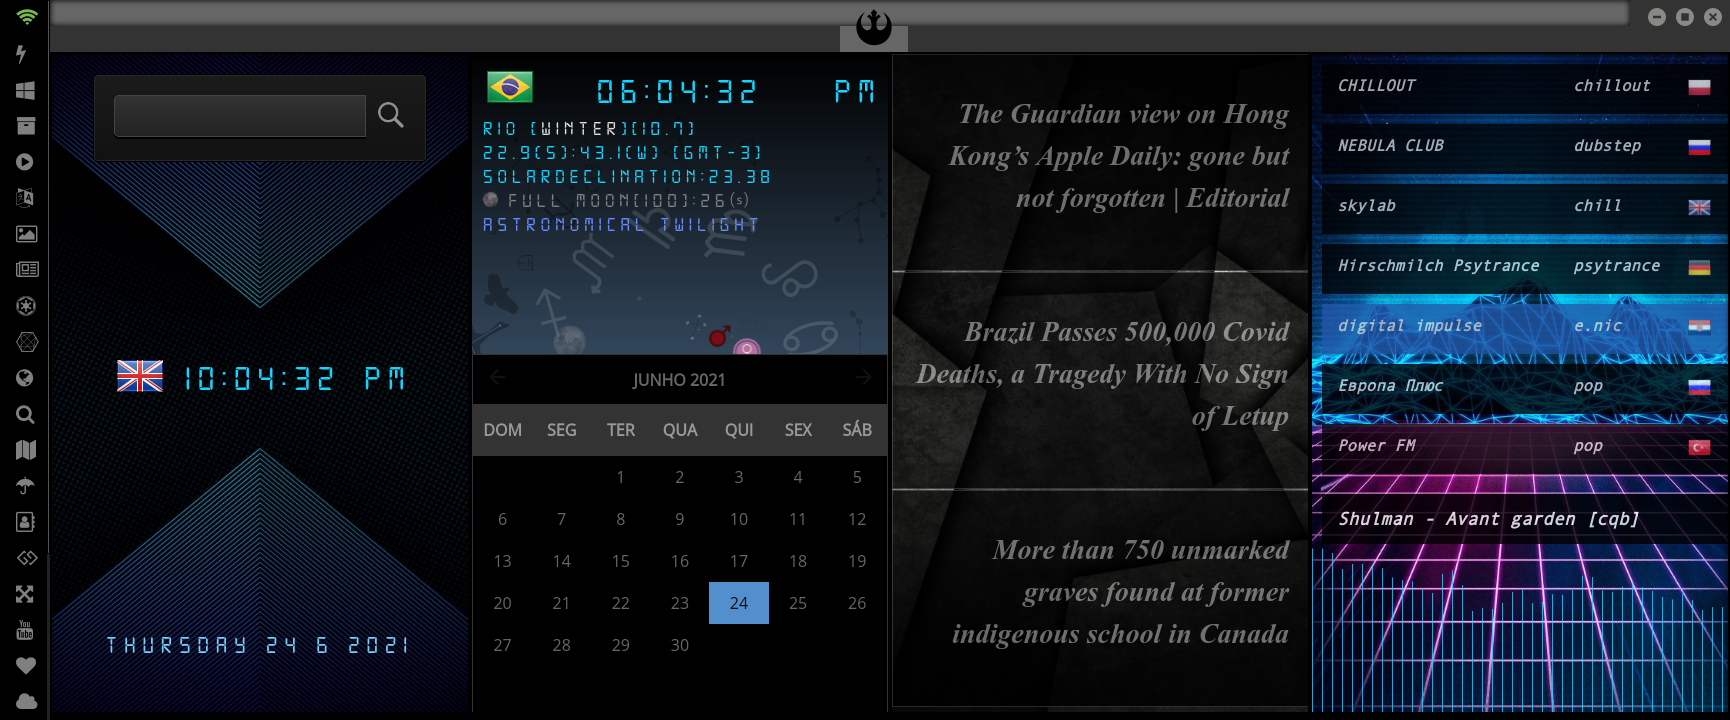 10:04:32 PM
THURSDAY 24 6 2021
06:04:32 PM
RIO (WINTER)(10.7)
22.9(S):43.1(W) (GMT-3)
SOLARDECLINATION:23.38
FULL MOON(100):26(s)
ASTRONOMICAL TWILIGHT
JUNHO 2021
DOM SEG TER QUA QUI SEX SÁB
1 2 3 4 5
6 7 8 9 10 11 12
13 14 15 16 17 18 19
20 21 22 23 24 25 26
27 28 29 30
The Guardian view on Hong
Kong’s Apple Daily: gone but
not forgotten | Editorial
Brazil Passes 500,000 Covid
Deaths, a Tragedy With No Sign
of Letup
More than 750 unmarked
graves found at former
indigenous school in Canada
CHILLOUT chillout
NEBULA CLUB dubstep
skylab chill
Hirschmilch Psytrance psytrance
digital impulse e.nic
Европа Плюс pop
Power FM pop
Shulman - Avant garden [cqb]
You
Tube